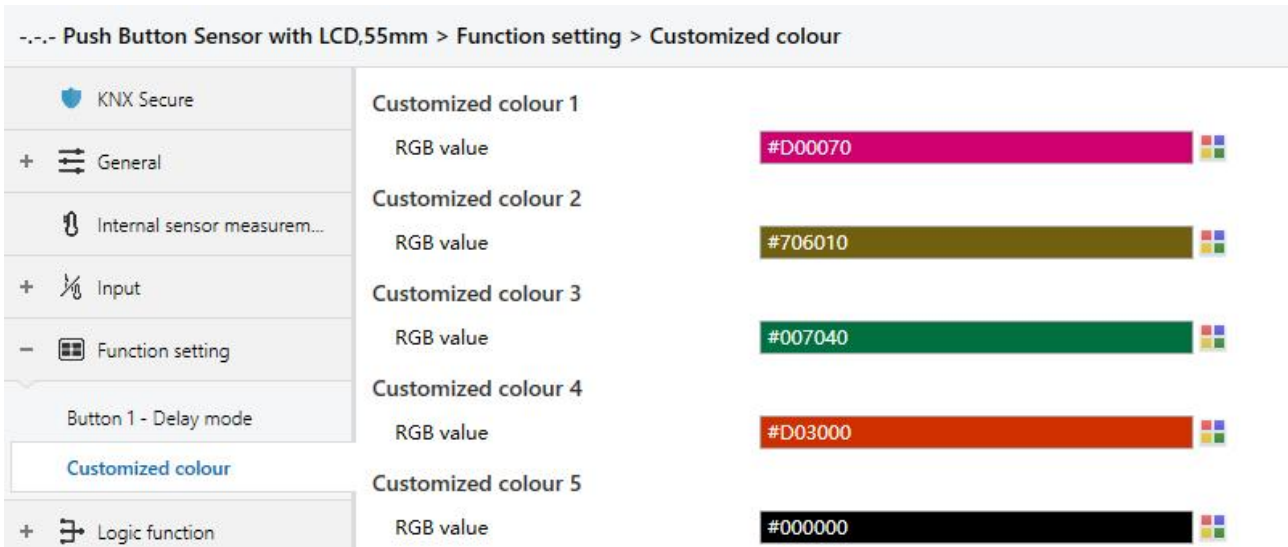 -.-.- Push Button Sensor with LCD,55mm > Function setting > Customized colour
KNX Secure
+ General
Internal sensor measurem...
+ Input
− Function setting
Button 1 - Delay mode
Customized colour
+ Logic function
Customized colour 1
RGB value #D00070
Customized colour 2
RGB value #706010
Customized colour 3
RGB value #007040
Customized colour 4
RGB value #D03000
Customized colour 5
RGB value #000000